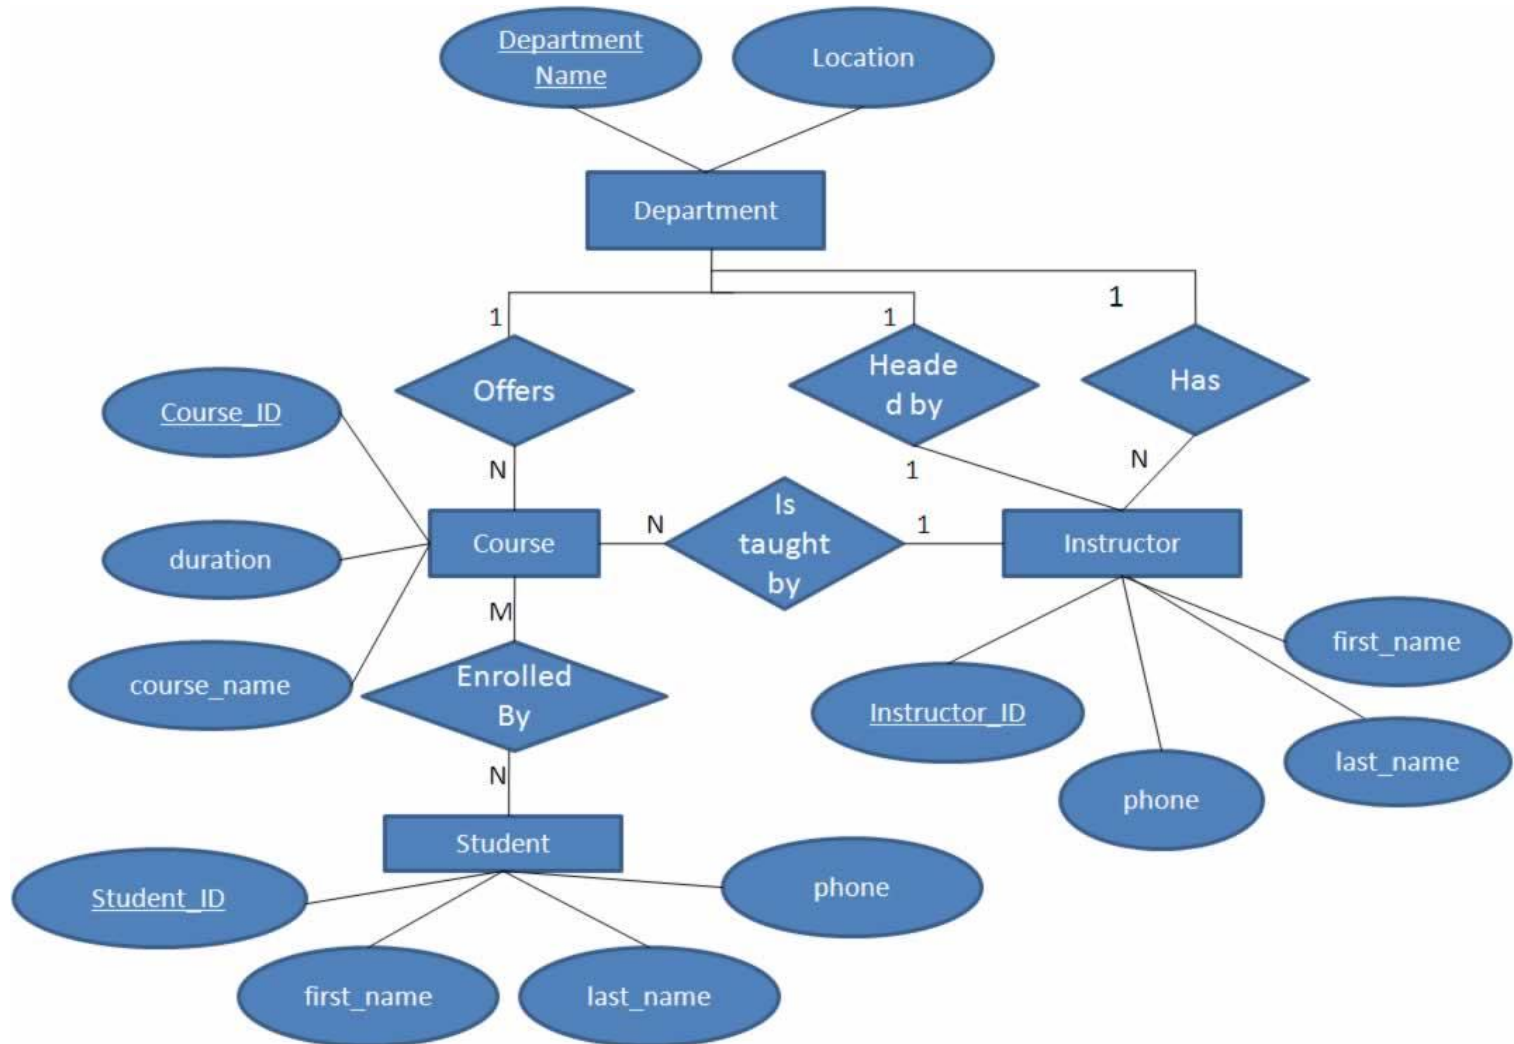 Department
Name
Location
Department
1
1
1
Offers
Heade
d by
Has
Course_ID
N
1
N
duration
Course
N
Is
taught
by
1
Instructor
M
course_name
Enrolled
By
first_name
Instructor_ID
last_name
phone
N
Student
Student_ID
phone
first_name
last_name